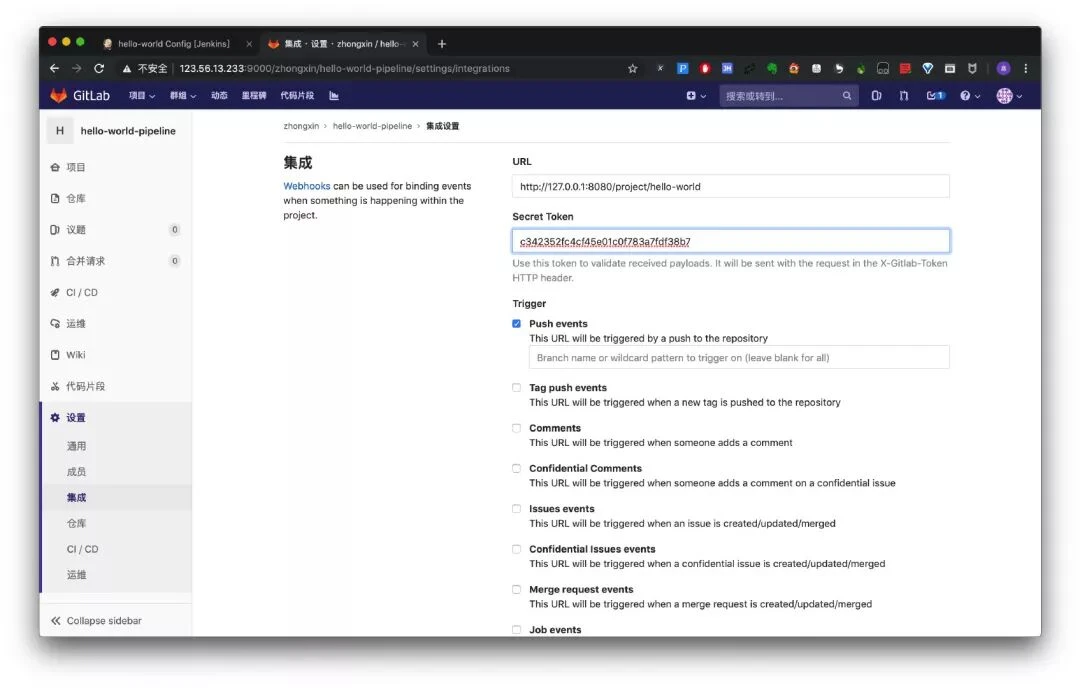 hello-world Config [Jenkins]
集成 · 设置 · zhongxin / hello-
不安全 | 123.56.13.233:9000/zhongxin/hello-world-pipeline/settings/integrations
GitLab 项目 群组 动态 里程碑 代码片段 搜索或转到... 1
H hello-world-pipeline
zhongxin › hello-world-pipeline › 集成设置
项目
仓库
议题 0
合并请求 0
CI / CD
运维
Wiki
代码片段
设置
通用
成员
集成
仓库
CI / CD
运维
Collapse sidebar
集成
Webhooks can be used for binding events
when something is happening within the
project.
URL
http://127.0.0.1:8080/project/hello-world
Secret Token
c342352fc4cf45e01c0f783a7fdf38b7
Use this token to validate received payloads. It will be sent with the request in the X-Gitlab-Token
HTTP header.
Trigger
Push events
This URL will be triggered by a push to the repository
Branch name or wildcard pattern to trigger on (leave blank for all)
Tag push events
This URL will be triggered when a new tag is pushed to the repository
Comments
This URL will be triggered when someone adds a comment
Confidential Comments
This URL will be triggered when someone adds a comment on a confidential issue
Issues events
This URL will be triggered when an issue is created/updated/merged
Confidential Issues events
This URL will be triggered when a confidential issue is created/updated/merged
Merge request events
This URL will be triggered when a merge request is created/updated/merged
Job events